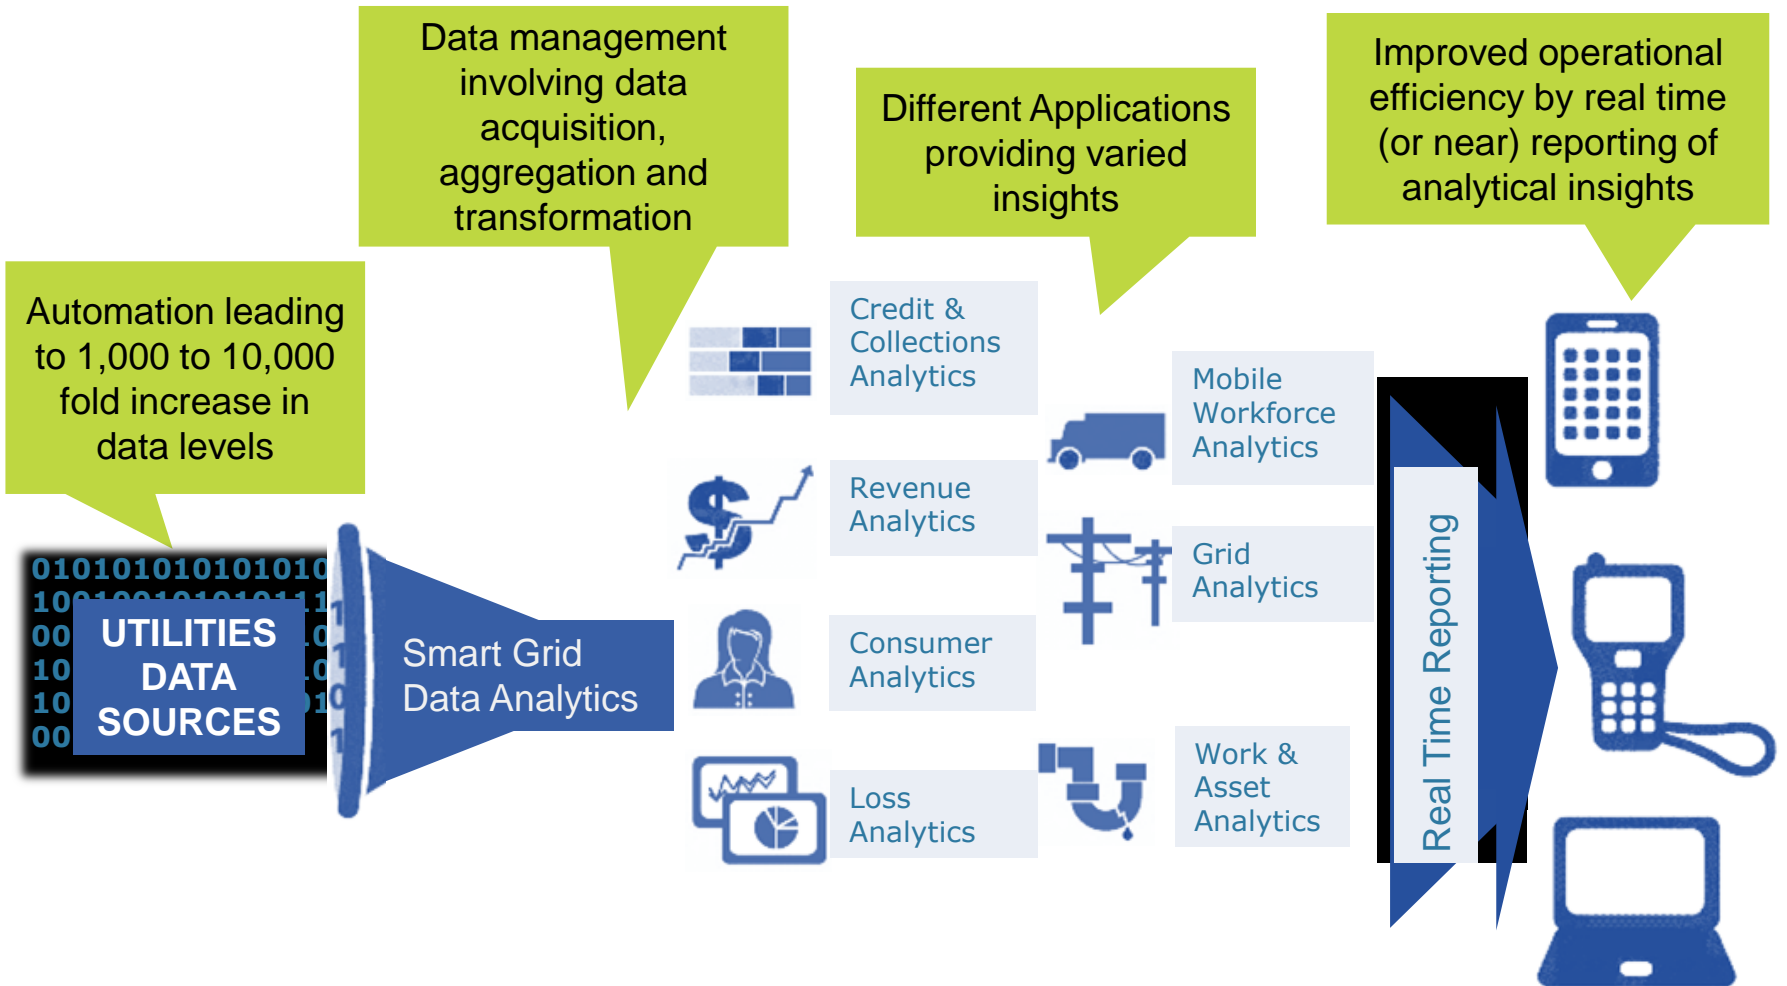 Data management
involving data
acquisition,
aggregation and
transformation
Different Applications
providing varied
insights
Improved operational
efficiency by real time
(or near) reporting of
analytical insights
Automation leading
to 1,000 to 10,000
fold increase in
data levels
UTILITIES
DATA
SOURCES
Smart Grid
Data Analytics
Credit &
Collections
Analytics
Revenue
Analytics
Consumer
Analytics
Loss
Analytics
Mobile
Workforce
Analytics
Grid
Analytics
Work &
Asset
Analytics
Real Time Reporting
010101010101010